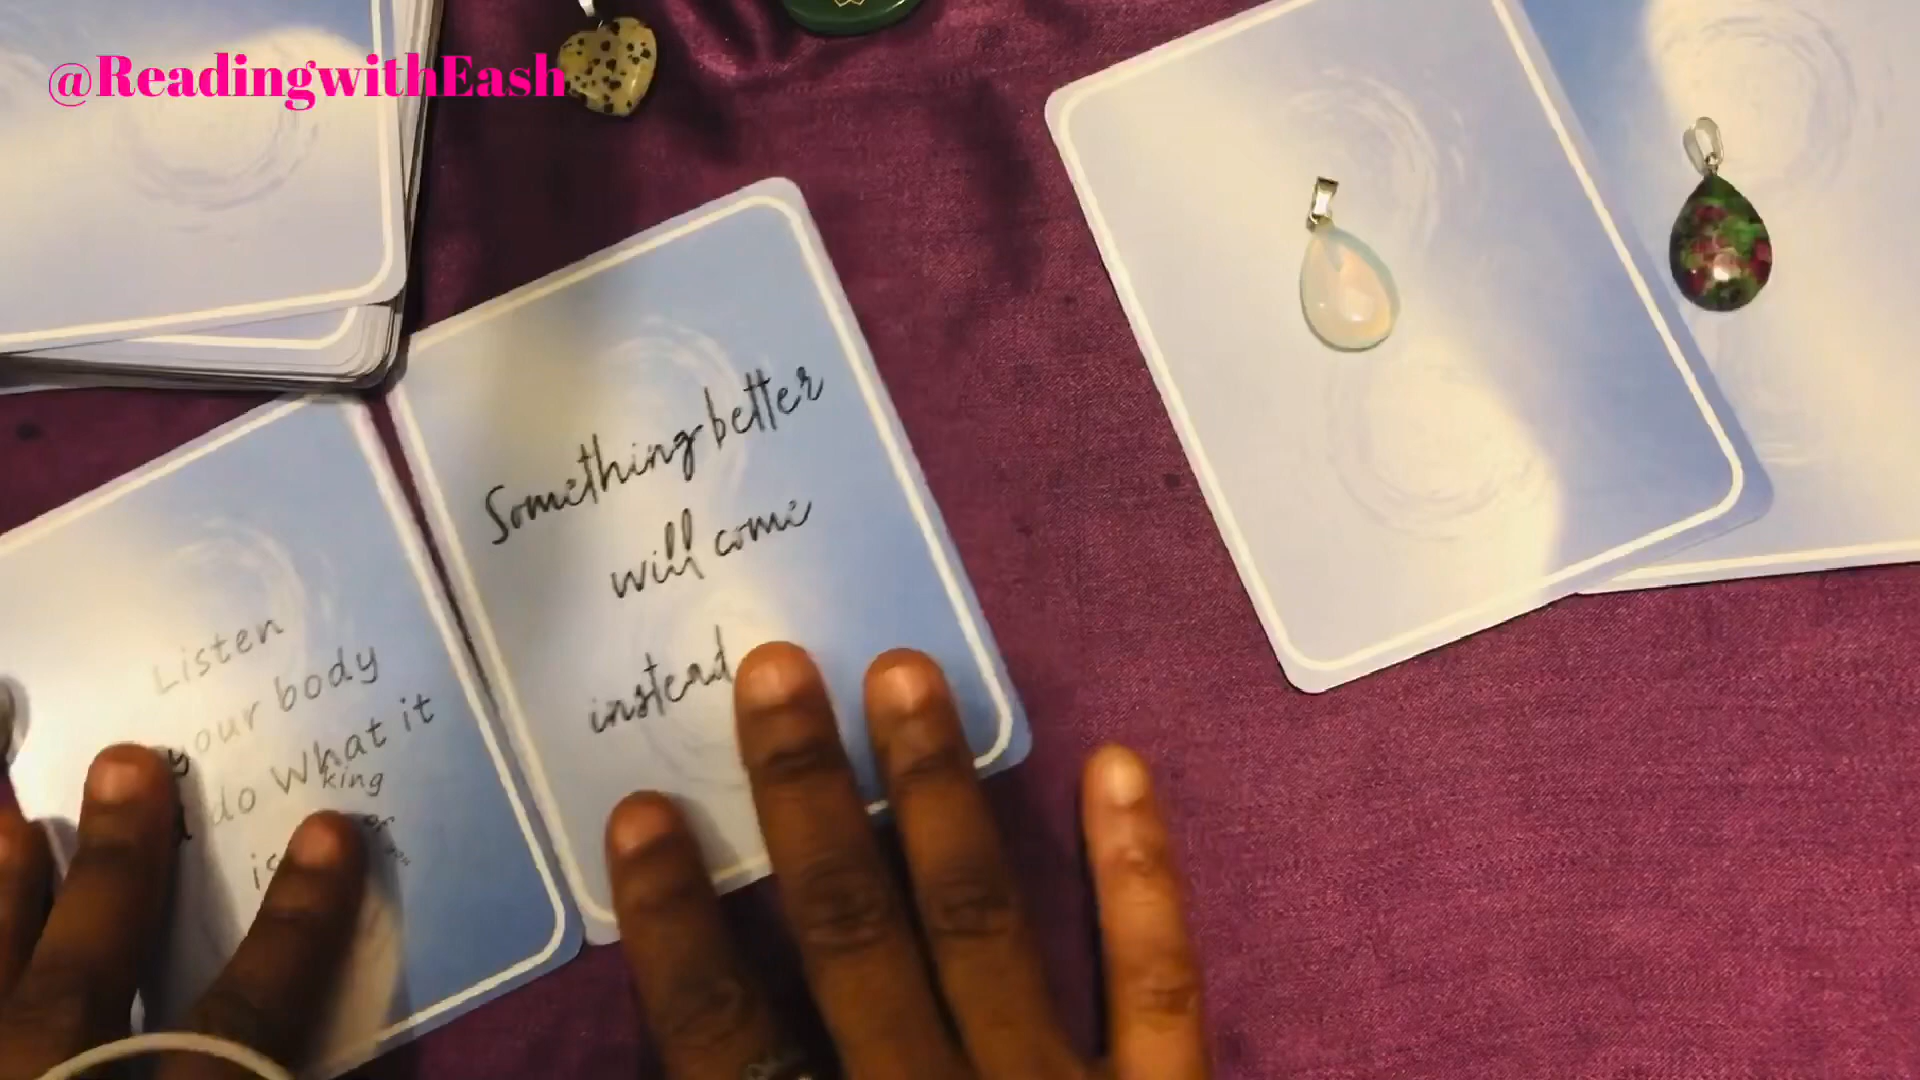 @ReadingwithEash
Something better
will come
instead
Listen
your body
do What it
king